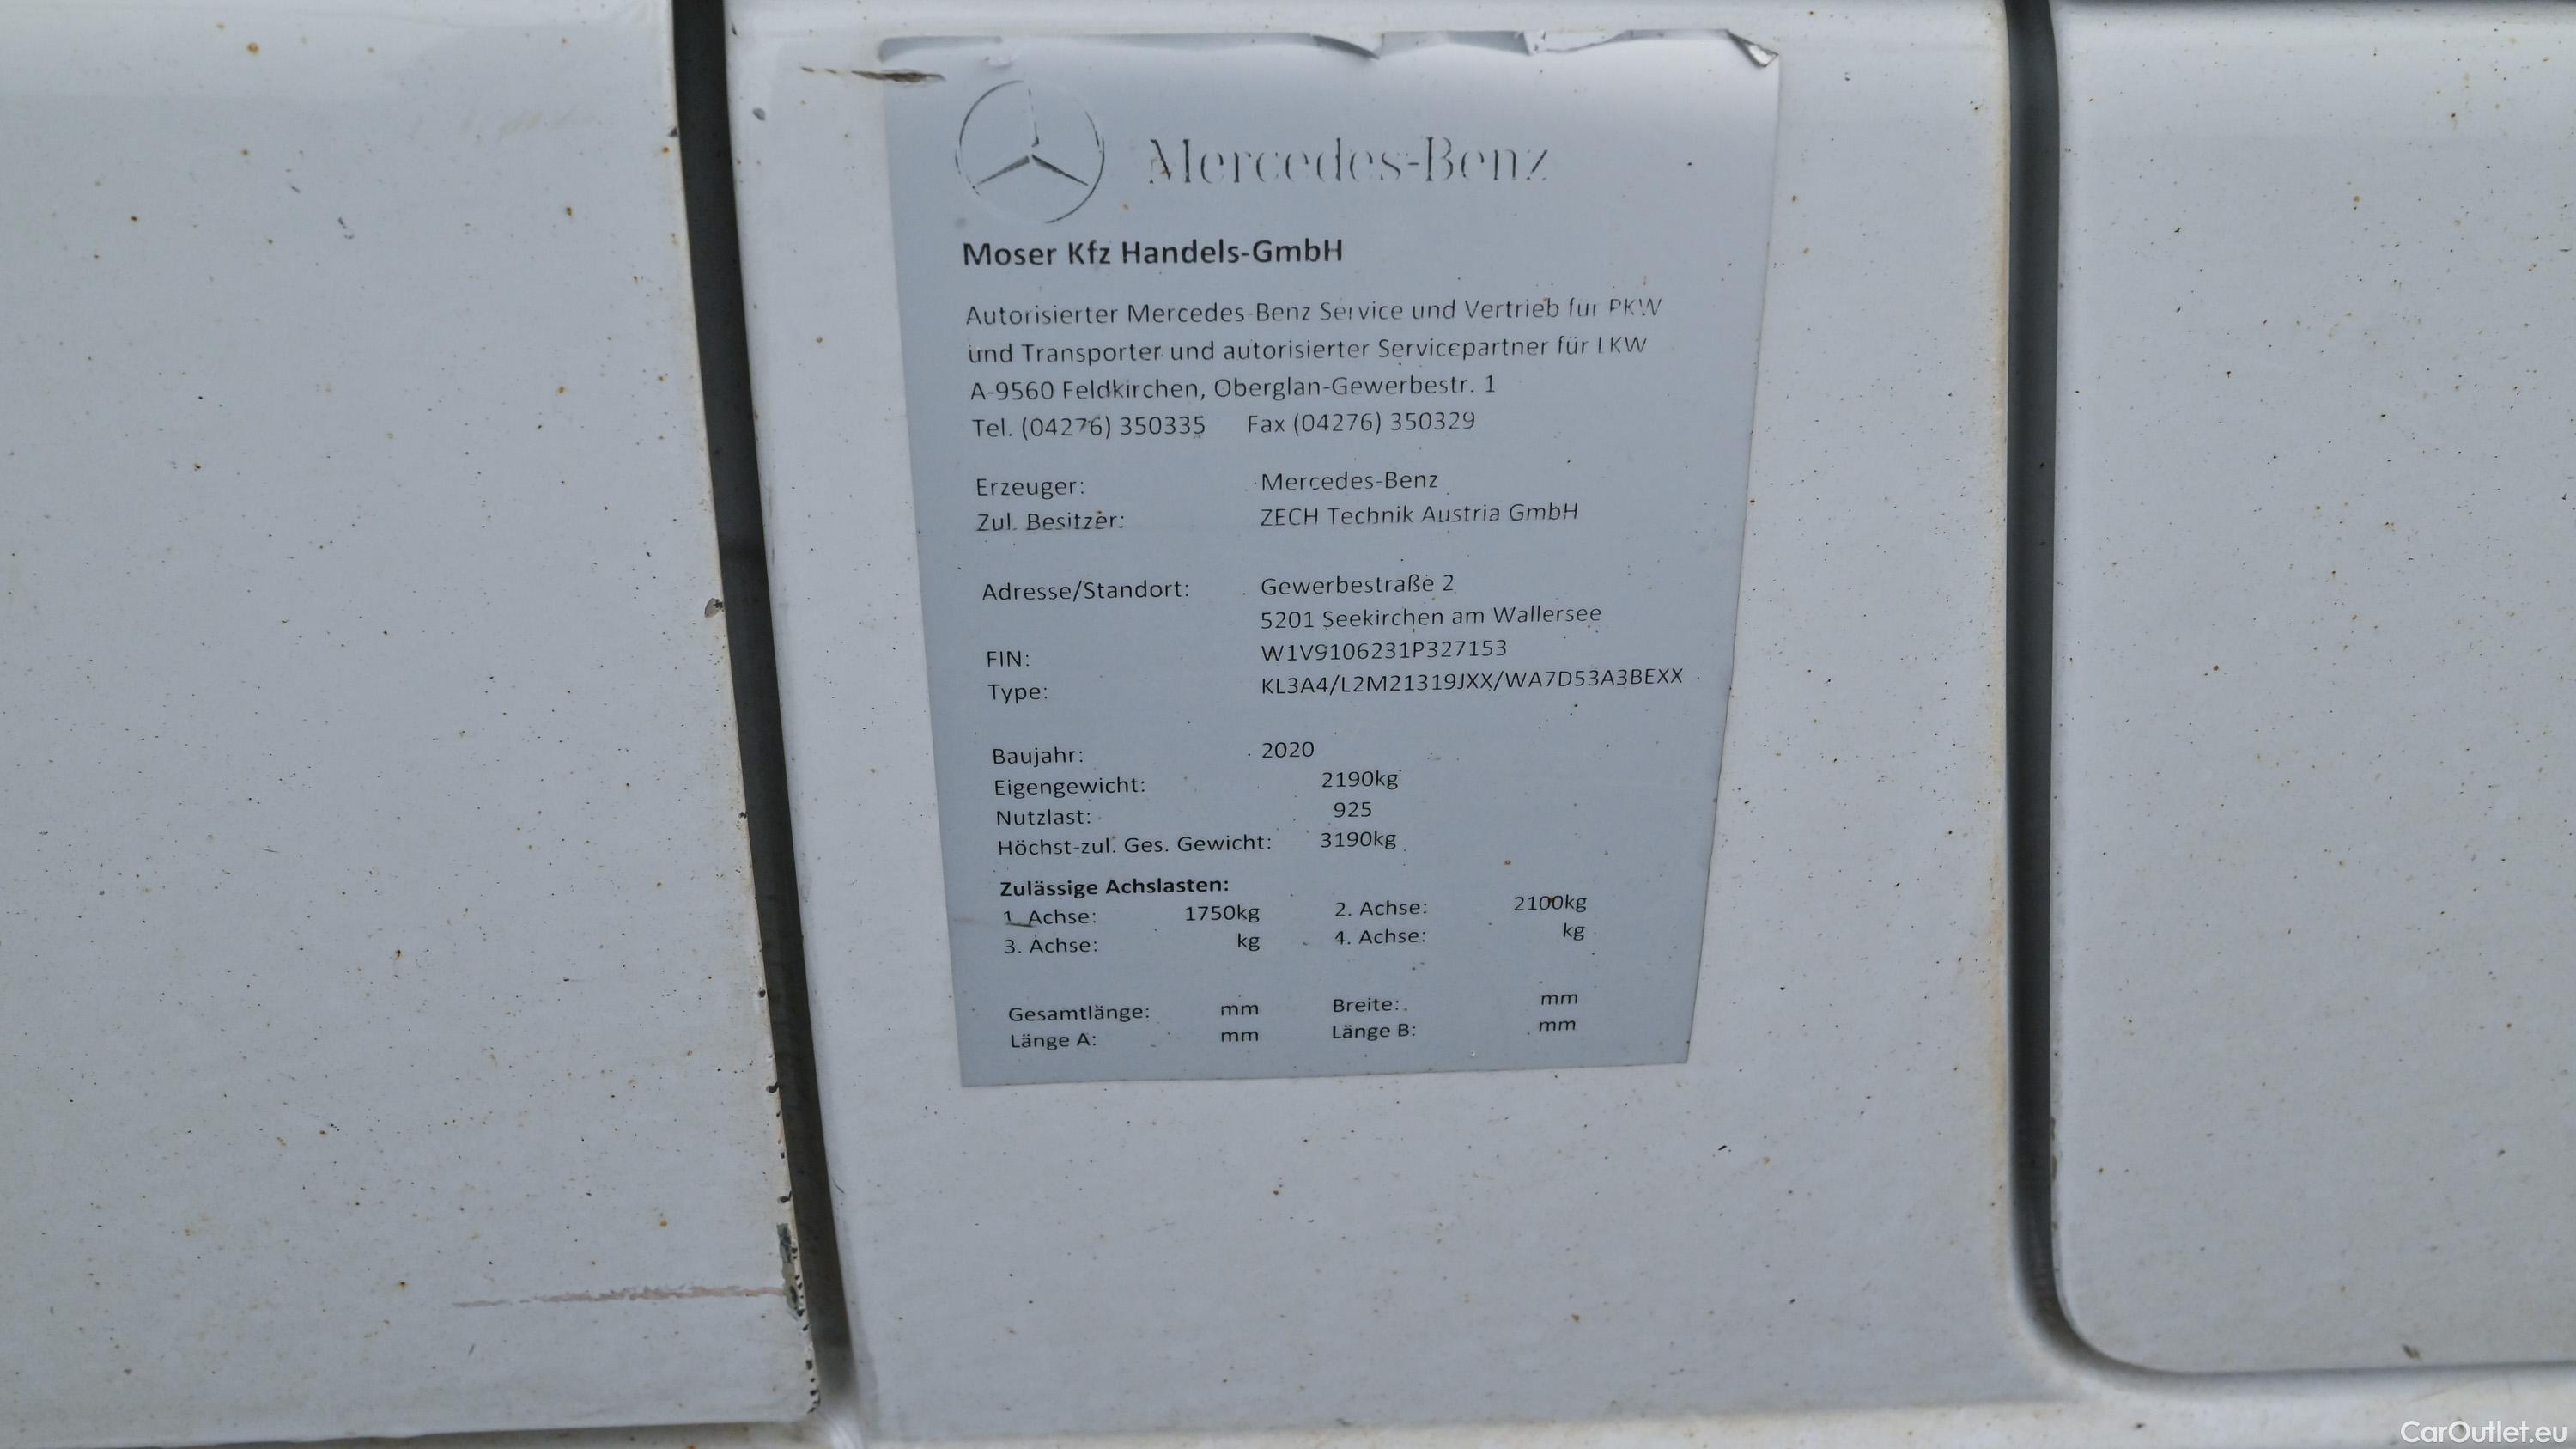 Mercedes-Benz
Moser Kfz Handels-GmbH
Autorisierter Mercedes-Benz Service und Vertrieb für PKW
und Transporter und autorisierter Servicepartner für LKW
A-9560 Feldkirchen, Oberglan-Gewerbestr. 1
Tel. (04276) 350335 Fax (04276) 350329
Erzeuger: Mercedes-Benz
Zul. Besitzer: ZECH Technik Austria GmbH
Adresse/Standort: Gewerbestraße 2
5201 Seekirchen am Wallersee
FIN: W1V9106231P327153
Type: KL3A4/L2M21319JXX/WA7D53A3BEXX
Baujahr: 2020
Eigengewicht: 2190kg
Nutzlast: 925
Höchst-zul. Ges. Gewicht: 3190kg
Zulässige Achslasten:
1. Achse: 1750kg 2. Achse: 2100kg
3. Achse: kg 4. Achse: kg
Gesamtlänge: mm Breite: mm
Länge A: mm Länge B: mm
CarOutlet.eu